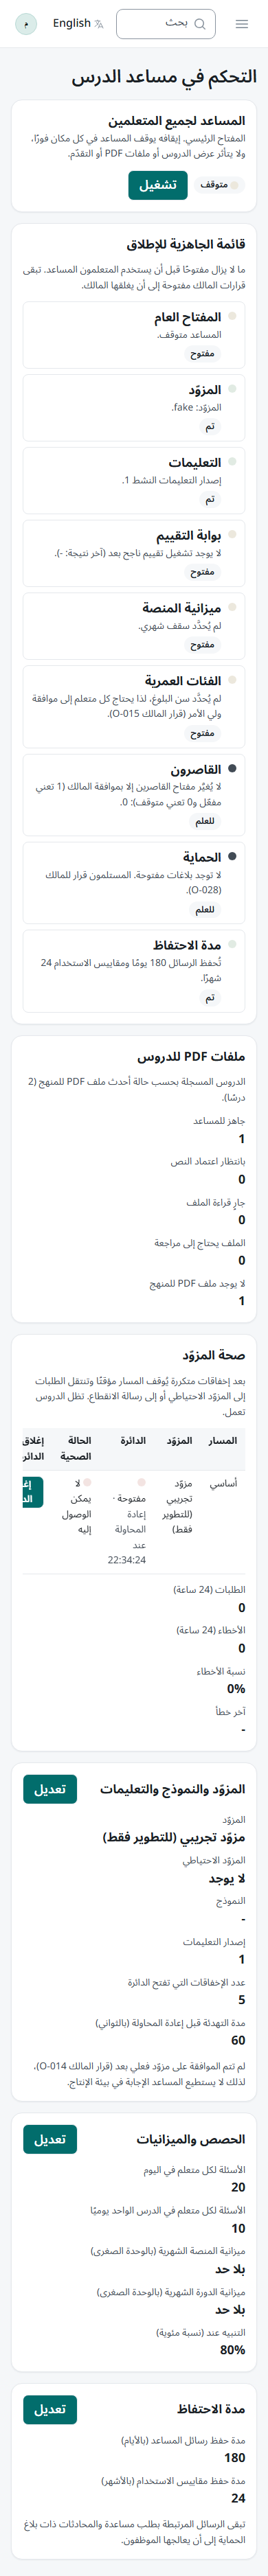 بحث
English
م
التحكم في مساعد الدرس
المساعد لجميع المتعلمين
المفتاح الرئيسي. إيقافه يوقف المساعد في كل مكان فورًا،
ولا يتأثر عرض الدروس أو ملفات PDF أو التقدّم.
متوقف
تشغيل
قائمة الجاهزية للإطلاق
ما لا يزال مفتوحًا قبل أن يستخدم المتعلمون المساعد. تبقى
قرارات المالك مفتوحة إلى أن يغلقها المالك.
المفتاح العام
المساعد متوقف.
مفتوح
المزوّد
المزوّد: fake.
تم
التعليمات
إصدار التعليمات النشط 1.
تم
بوابة التقييم
لا يوجد تشغيل تقييم ناجح بعد (آخر نتيجة: -).
مفتوح
ميزانية المنصة
لم يُحدَّد سقف شهري.
مفتوح
الفئات العمرية
لم يُحدَّد سن البلوغ، لذا يحتاج كل متعلم إلى موافقة
ولي الأمر (قرار المالك O-015).
مفتوح
القاصرون
لا يُغيَّر مفتاح القاصرين إلا بموافقة المالك (1 تعني
مفعّل و0 تعني متوقف): 0.
للعلم
الحماية
لا توجد بلاغات مفتوحة. المستلمون قرار للمالك
(O-028).
للعلم
مدة الاحتفاظ
تُحفظ الرسائل 180 يومًا ومقاييس الاستخدام 24
شهرًا.
تم
ملفات PDF للدروس
الدروس المسجلة بحسب حالة أحدث ملف PDF للمنهج (2
درسًا).
جاهز للمساعد
1
بانتظار اعتماد النص
0
جارٍ قراءة الملف
0
الملف يحتاج إلى مراجعة
0
لا يوجد ملف PDF للمنهج
1
صحة المزوّد
بعد إخفاقات متكررة يُوقف المسار مؤقتًا وتنتقل الطلبات
إلى المزوّد الاحتياطي أو إلى رسالة الانقطاع. تظل الدروس
تعمل.
المسار المزوّد الدائرة الحالة الصحية
أساسي مزوّد تجريبي (للتطوير فقط) مفتوحة · إعادة المحاولة عند 22:34:24 لا يمكن الوصول إليه
الطلبات (24 ساعة)
0
الأخطاء (24 ساعة)
0
نسبة الأخطاء
0%
آخر خطأ
-
المزوّد والنموذج والتعليمات
تعديل
المزوّد
مزوّد تجريبي (للتطوير فقط)
المزوّد الاحتياطي
لا يوجد
النموذج
-
إصدار التعليمات
1
عدد الإخفاقات التي تفتح الدائرة
5
مدة التهدئة قبل إعادة المحاولة (بالثواني)
60
لم تتم الموافقة على مزوّد فعلي بعد (قرار المالك O-014)،
لذلك لا يستطيع المساعد الإجابة في بيئة الإنتاج.
الحصص والميزانيات
تعديل
الأسئلة لكل متعلم في اليوم
20
الأسئلة لكل متعلم في الدرس الواحد يوميًا
10
ميزانية المنصة الشهرية (بالوحدة الصغرى)
بلا حد
ميزانية الدورة الشهرية (بالوحدة الصغرى)
بلا حد
التنبيه عند (نسبة مئوية)
80%
مدة الاحتفاظ
تعديل
مدة حفظ رسائل المساعد (بالأيام)
180
مدة حفظ مقاييس الاستخدام (بالأشهر)
24
تبقى الرسائل المرتبطة بطلب مساعدة والمحادثات ذات بلاغ
الحماية إلى أن يعالجها الموظفون.